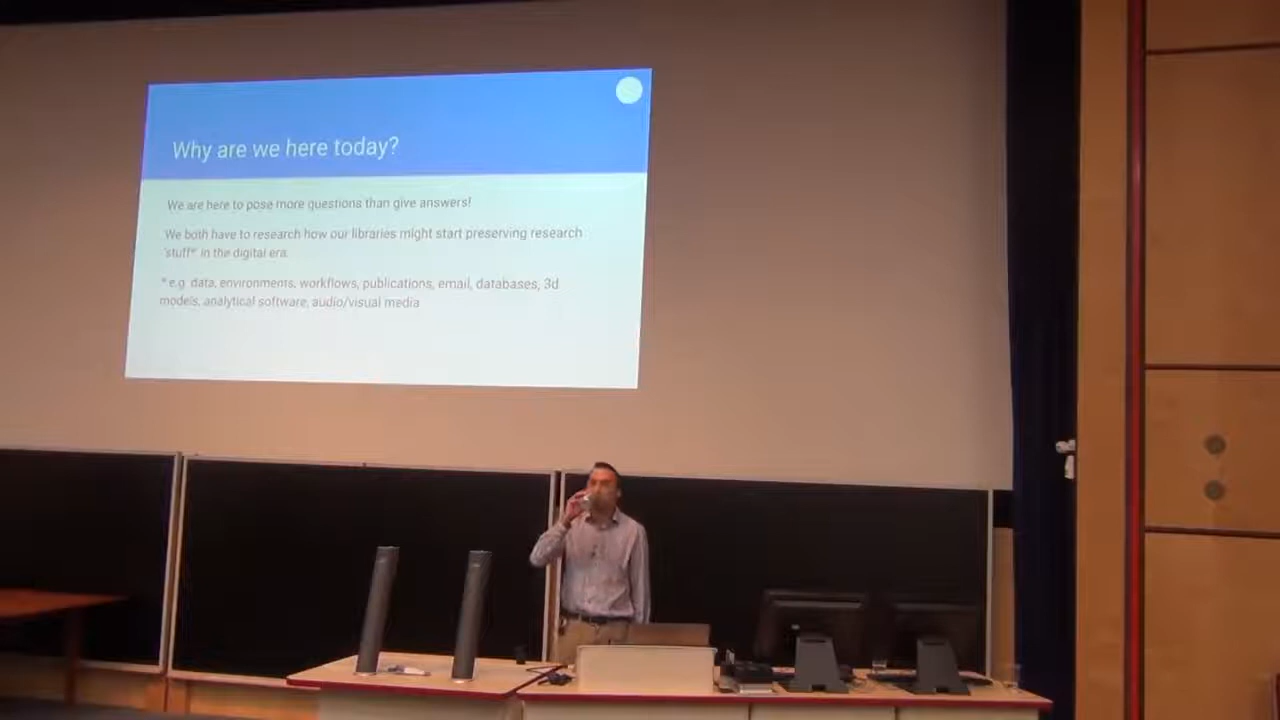 Why are we here today?
We are here to pose more questions than give answers!
We both have to research how our libraries might start preserving research
'stuff*' in the digital era.
* e.g. data, environments, workflows, publications, email, databases, 3d
models, analytical software, audio/visual media